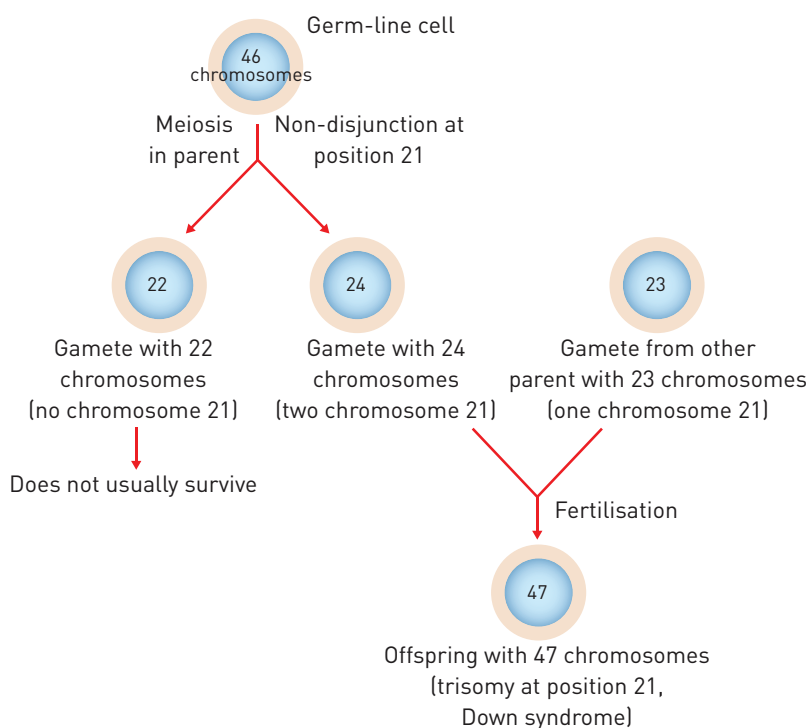 Germ-line cell
46
chromosomes
Meiosis
in parent
Non-disjunction at
position 21
22
24
23
Gamete with 22
chromosomes
(no chromosome 21)
Gamete with 24
chromosomes
(two chromosome 21)
Gamete from other
parent with 23 chromosomes
(one chromosome 21)
Does not usually survive
Fertilisation
47
Offspring with 47 chromosomes
(trisomy at position 21,
Down syndrome)